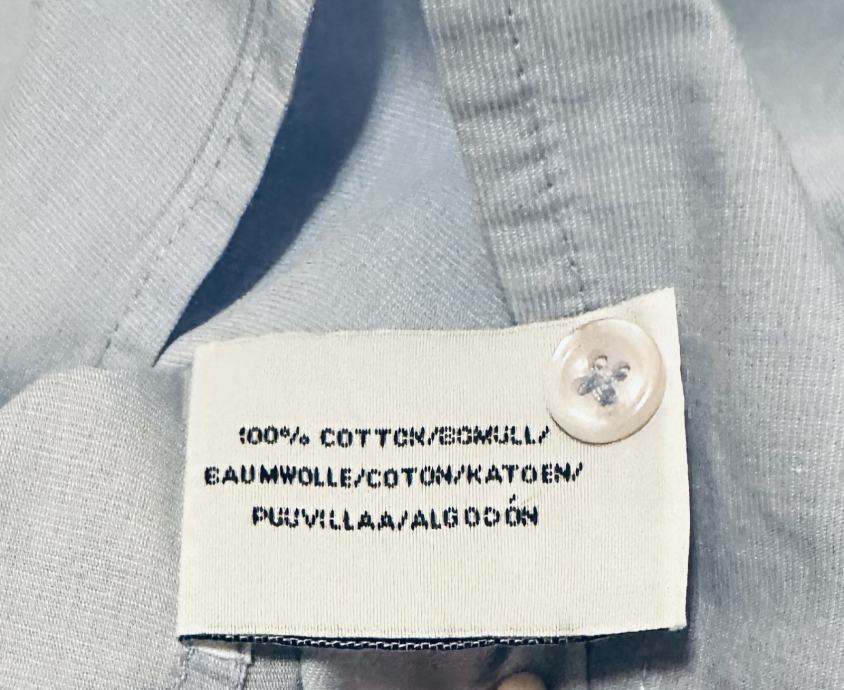 100% COTTON/BOMULL/
BAUMWOLLE/COTON/KATOEN/
PUUVILLAA/ALGODÓN